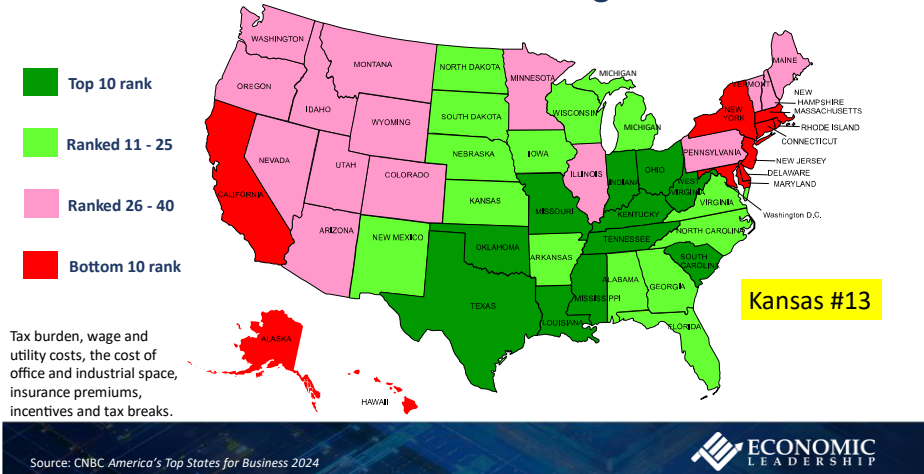 WASHINGTON
OREGON
CALIFORNIA
NEVADA
IDAHO
MONTANA
WYOMING
UTAH
COLORADO
ARIZONA
NEW MEXICO
NORTH DAKOTA
SOUTH DAKOTA
NEBRASKA
KANSAS
OKLAHOMA
TEXAS
MINNESOTA
IOWA
MISSOURI
ARKANSAS
LOUISIANA
WISCONSIN
ILLINOIS
MICHIGAN
MICHIGAN
INDIANA
OHIO
KENTUCKY
TENNESSEE
MISSISSIPPI
ALABAMA
GEORGIA
FLORIDA
SOUTH
CAROLINA
NORTH CAROLINA
VIRGINIA
WEST
VIRGINIA
PENNSYLVANIA
NEW
YORK
VERMONT
MAINE
NEW
HAMPSHIRE
MASSACHUSETTS
RHODE ISLAND
CONNECTICUT
NEW JERSEY
DELAWARE
MARYLAND
Washington D.C.
ALASKA
HAWAII
Top 10 rank
Ranked 11 - 25
Ranked 26 - 40
Bottom 10 rank
Kansas #13
Tax burden, wage and
utility costs, the cost of
office and industrial space,
insurance premiums,
incentives and tax breaks.
Source: CNBC America's Top States for Business 2024
ECONOMIC
LEADERSHIP